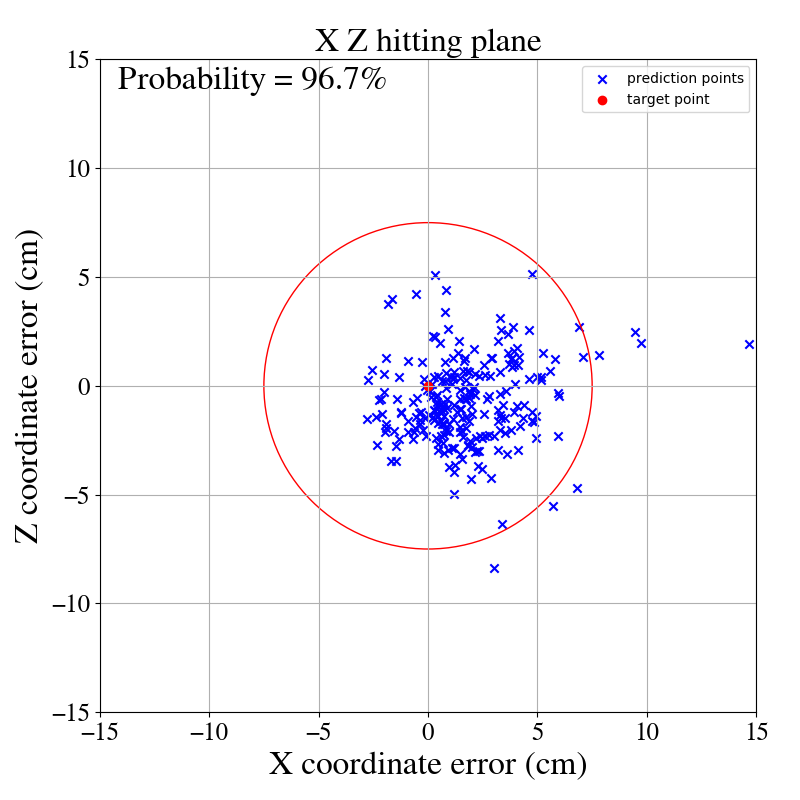 X Z hitting plane
Probability = 96.7%
prediction points
target point
15
10
5
0
−5
−10
−15
−15
−10
−5
0
5
10
15
Z coordinate error (cm)
X coordinate error (cm)